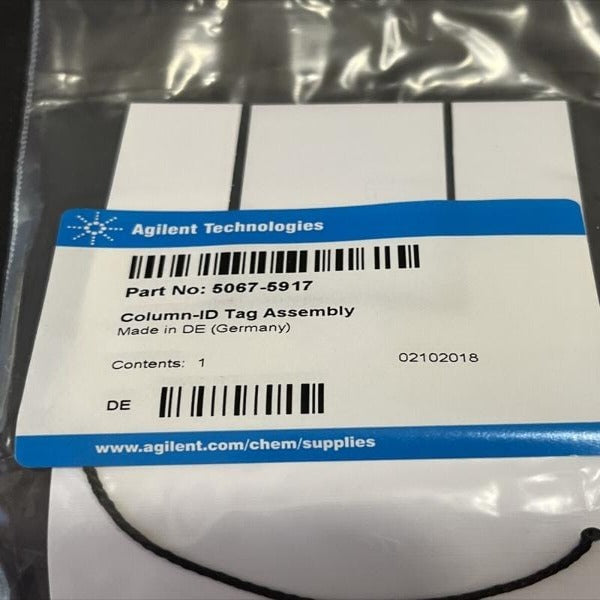 Agilent Technologies
Part No: 5067-5917
Column-ID Tag Assembly
Made in DE (Germany)
Contents: 1 02102018
DE
www.agilent.com/chem/supplies